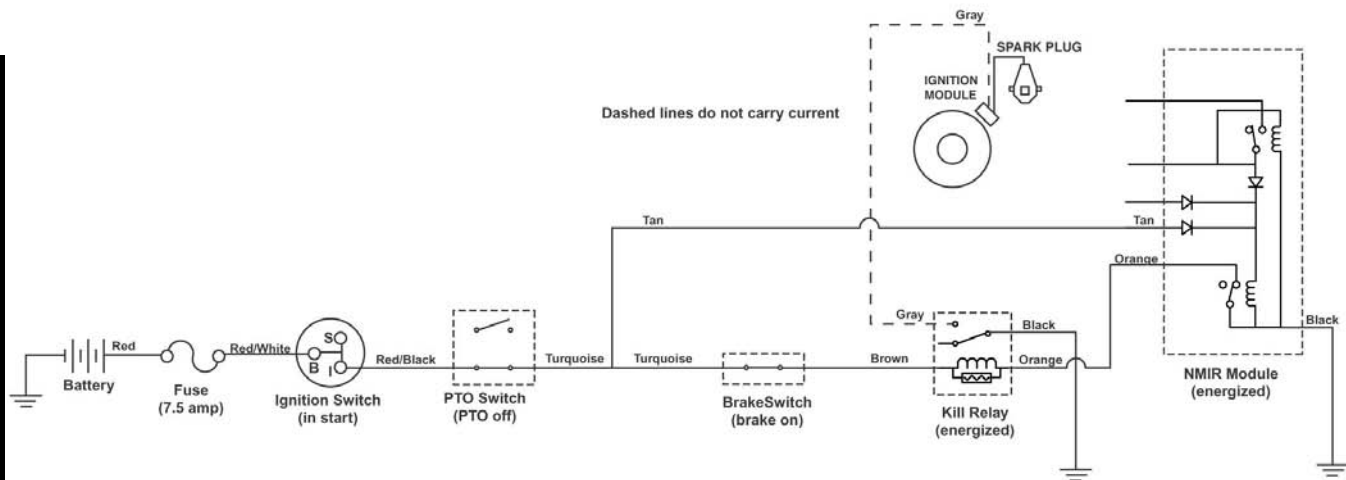 Gray
SPARK PLUG
IGNITION
MODULE
Dashed lines do not carry current
Tan
Tan
Orange
Gray
Black
Black
Red
Red/White
S
B
I
Red/Black
Turquoise
Turquoise
Brown
Orange
Battery
Fuse
(7.5 amp)
Ignition Switch
(in start)
PTO Switch
(PTO off)
BrakeSwitch
(brake on)
Kill Relay
(energized)
NMIR Module
(energized)